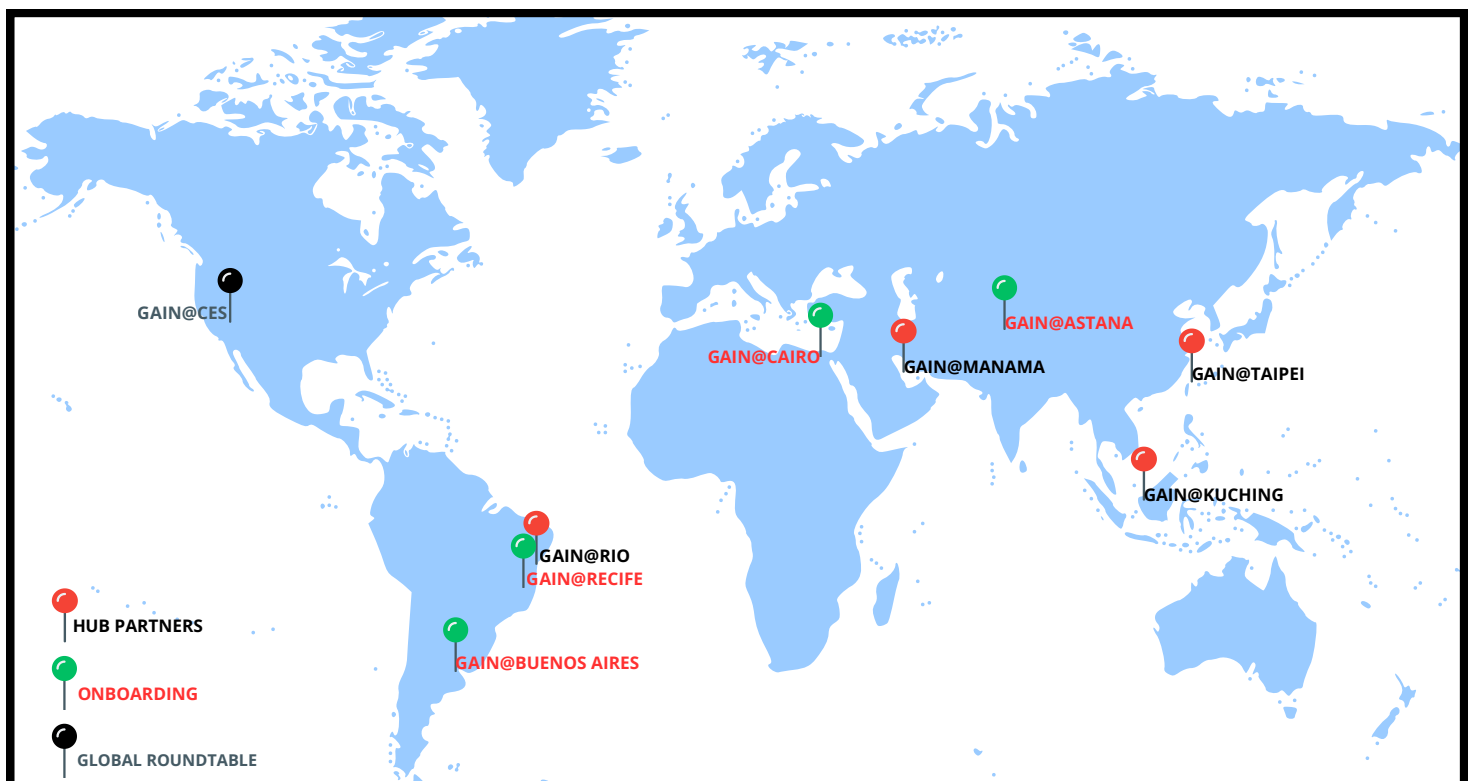 GAIN@CES
GAIN@ASTANA
GAIN@CAIRO
GAIN@MANAMA
GAIN@TAIPEI
GAIN@KUCHING
GAIN@RIO
GAIN@RECIFE
HUB PARTNERS
GAIN@BUENOS AIRES
ONBOARDING
GLOBAL ROUNDTABLE